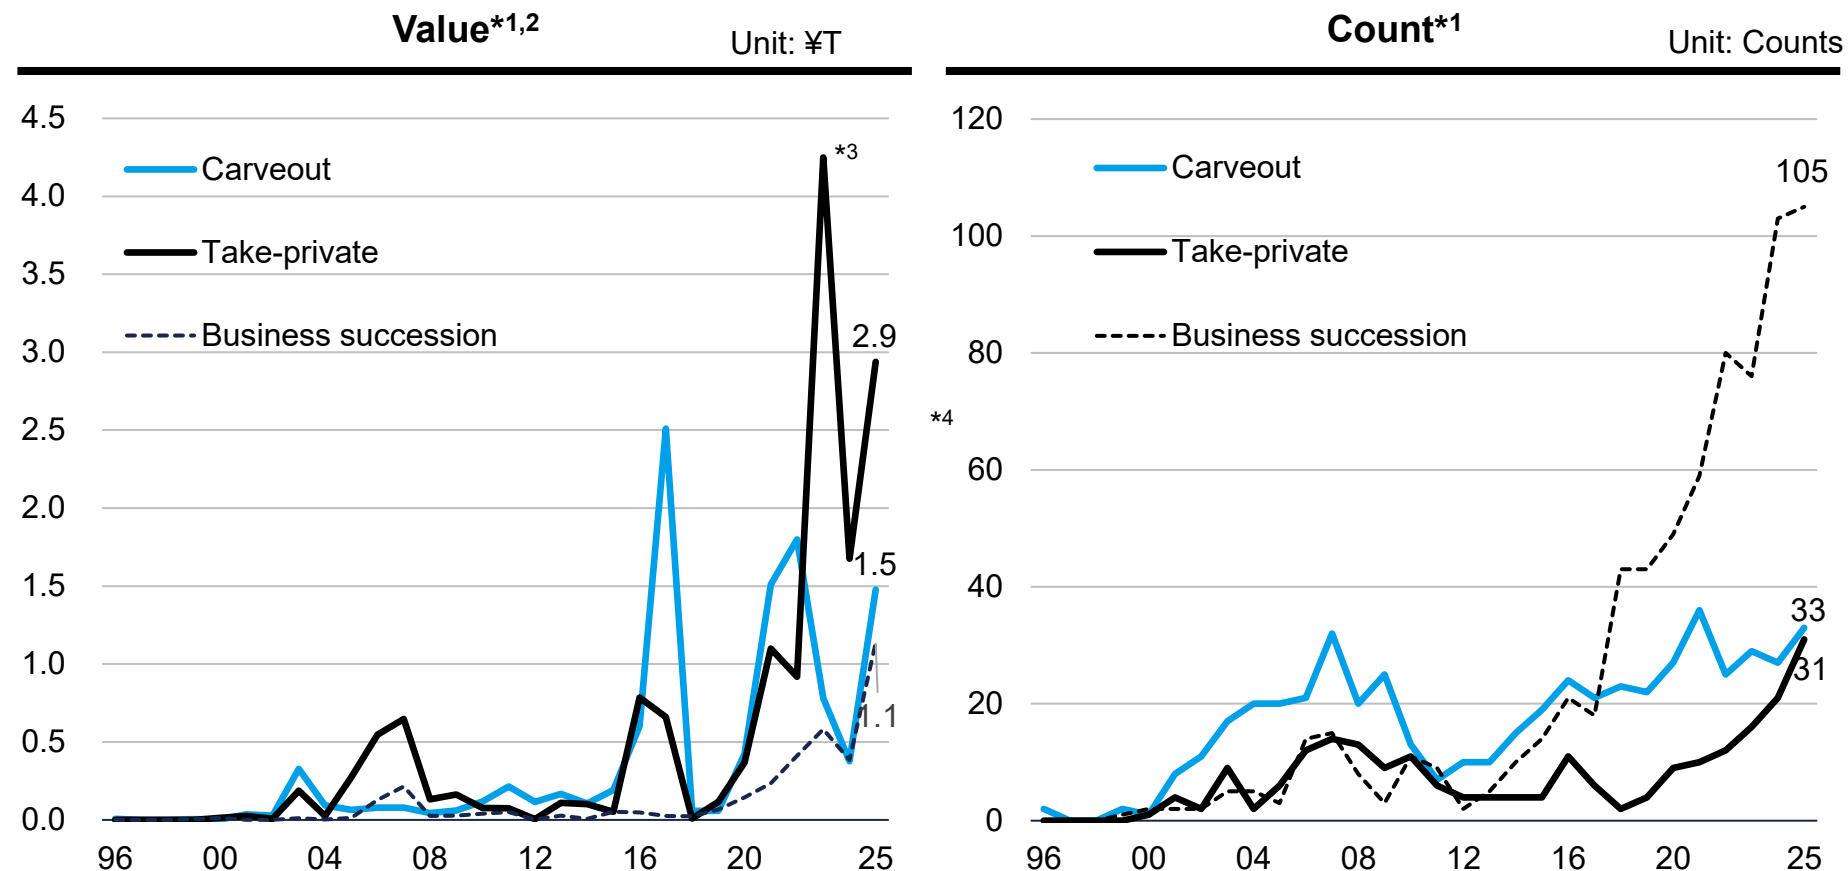 Value*1,2
Unit: ¥T
4.5
4.0
3.5
3.0
2.5
2.0
1.5
1.0
0.5
0.0
Carveout
Take-private
Business succession
*3
2.9
1.5
1.1
96 00 04 08 12 16 20 25
Count*1
Unit: Counts
120
100
80
*4
60
40
20
0
Carveout
Take-private
Business succession
105
33
31
96 00 04 08 12 16 20 25